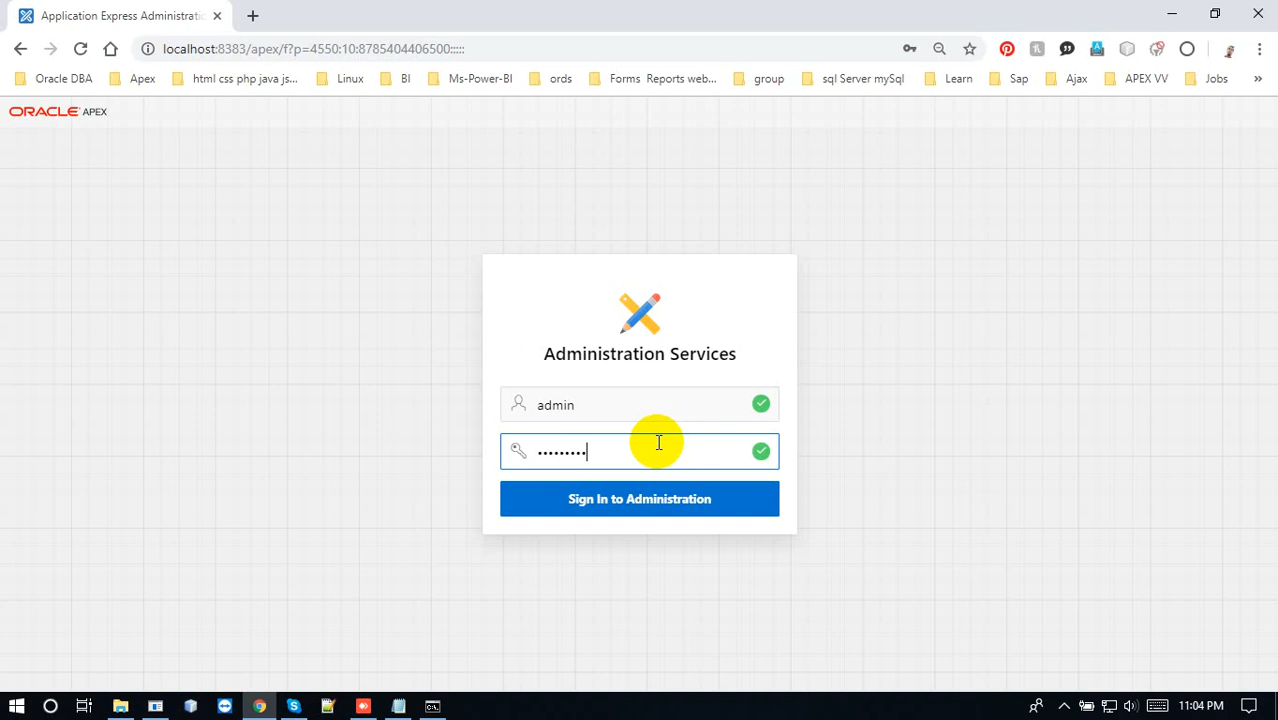 Application Express Administratio
localhost:8383/apex/f?p=4550:10:8785404406500:::::
Oracle DBA Apex html css php java js... Linux BI Ms-Power-BI ords Forms Reports web... group sql Server mySql Learn Sap Ajax APEX VV Jobs »
ORACLE APEX
Administration Services
admin
•••••••••
Sign In to Administration
11:04 PM